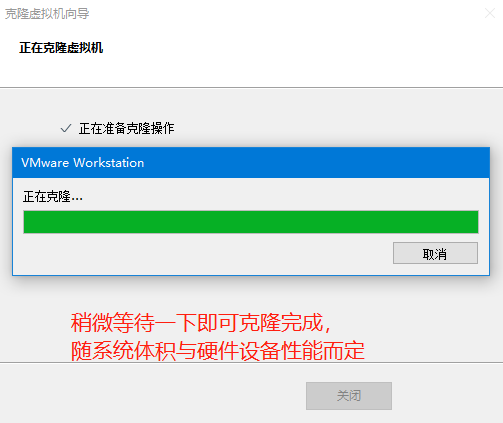 克隆虚拟机向导
正在克隆虚拟机
正在准备克隆操作
VMware Workstation
正在克隆...
取消
稍微等待一下即可克隆完成，
随系统体积与硬件设备性能而定
关闭